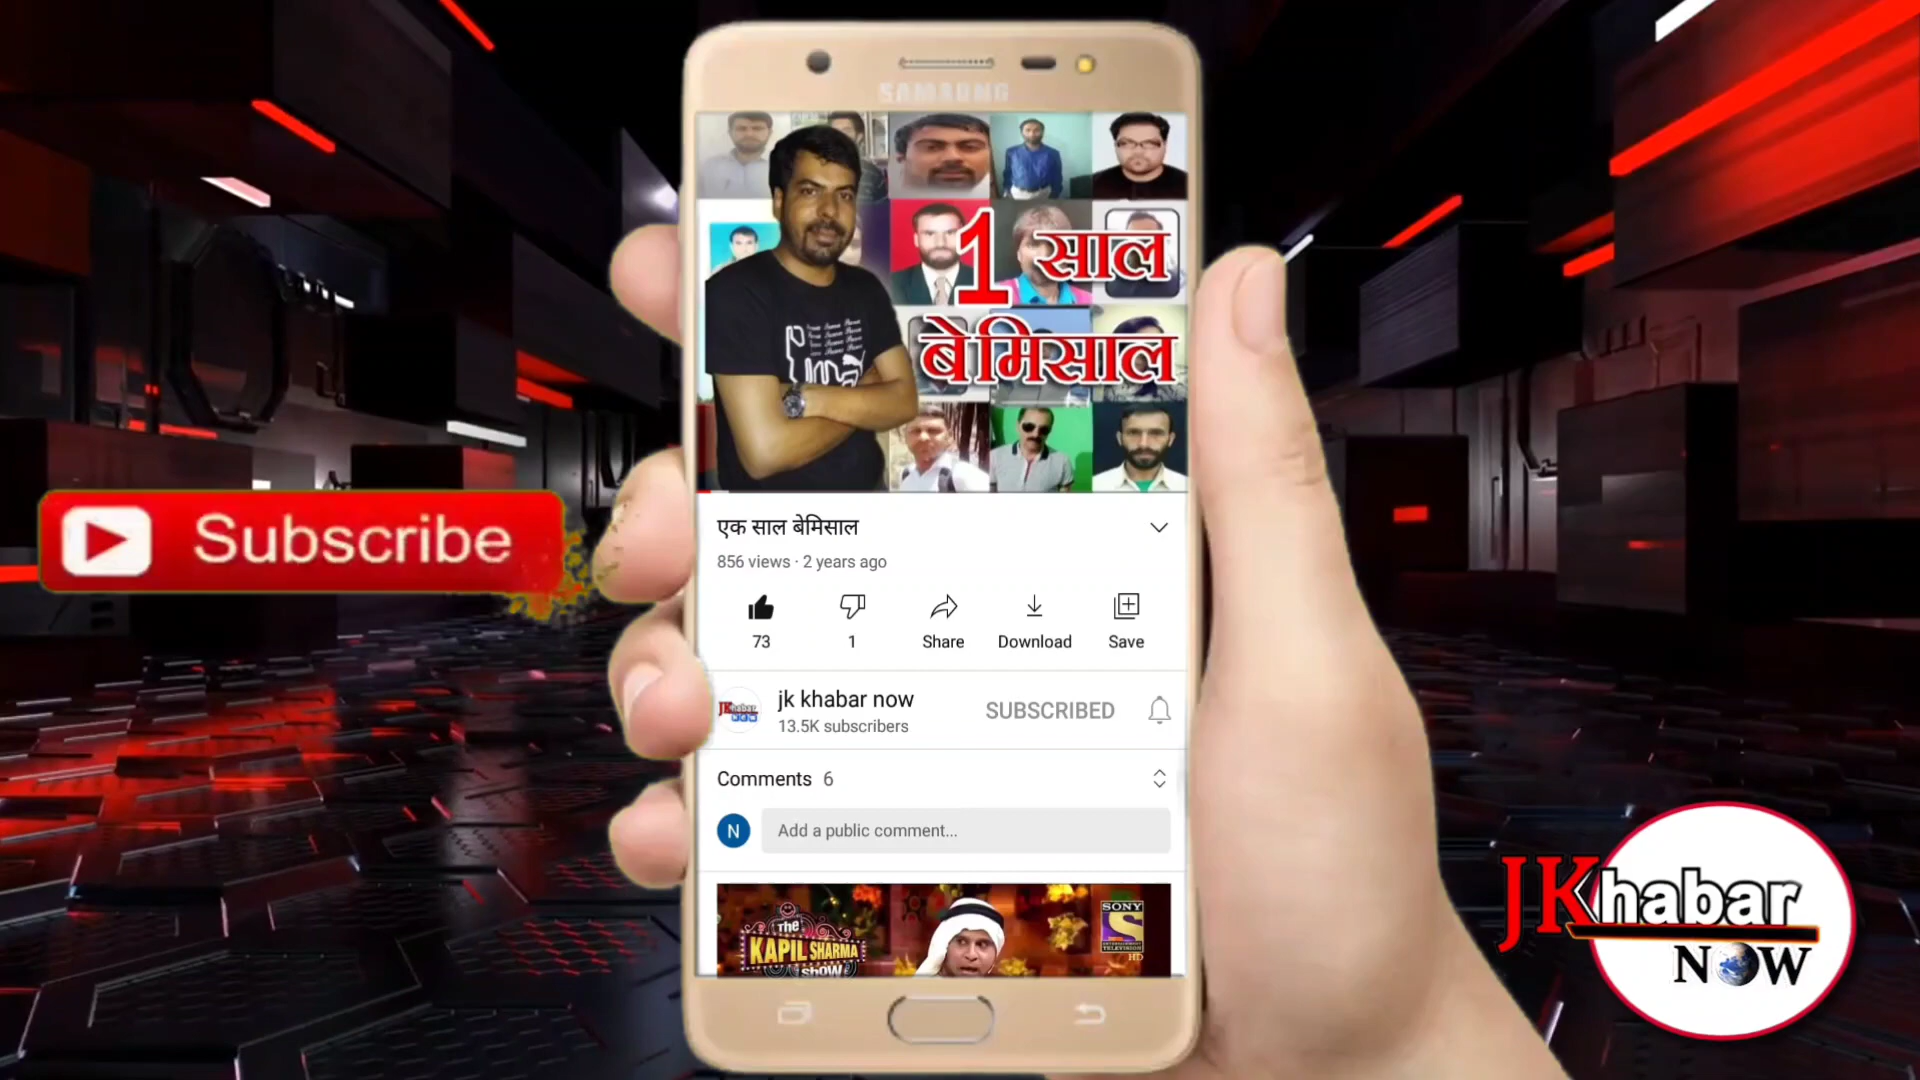 SAMSUNG
1 साल
बेमिसाल
एक साल बेमिसाल
856 views · 2 years ago
73
1
Share
Download
Save
jk khabar now
13.5K subscribers
SUBSCRIBED
Comments 6
N
Add a public comment...
The
KAPIL SHARMA
SHOW
SONY
HD
Subscribe
JKhabar
NOW